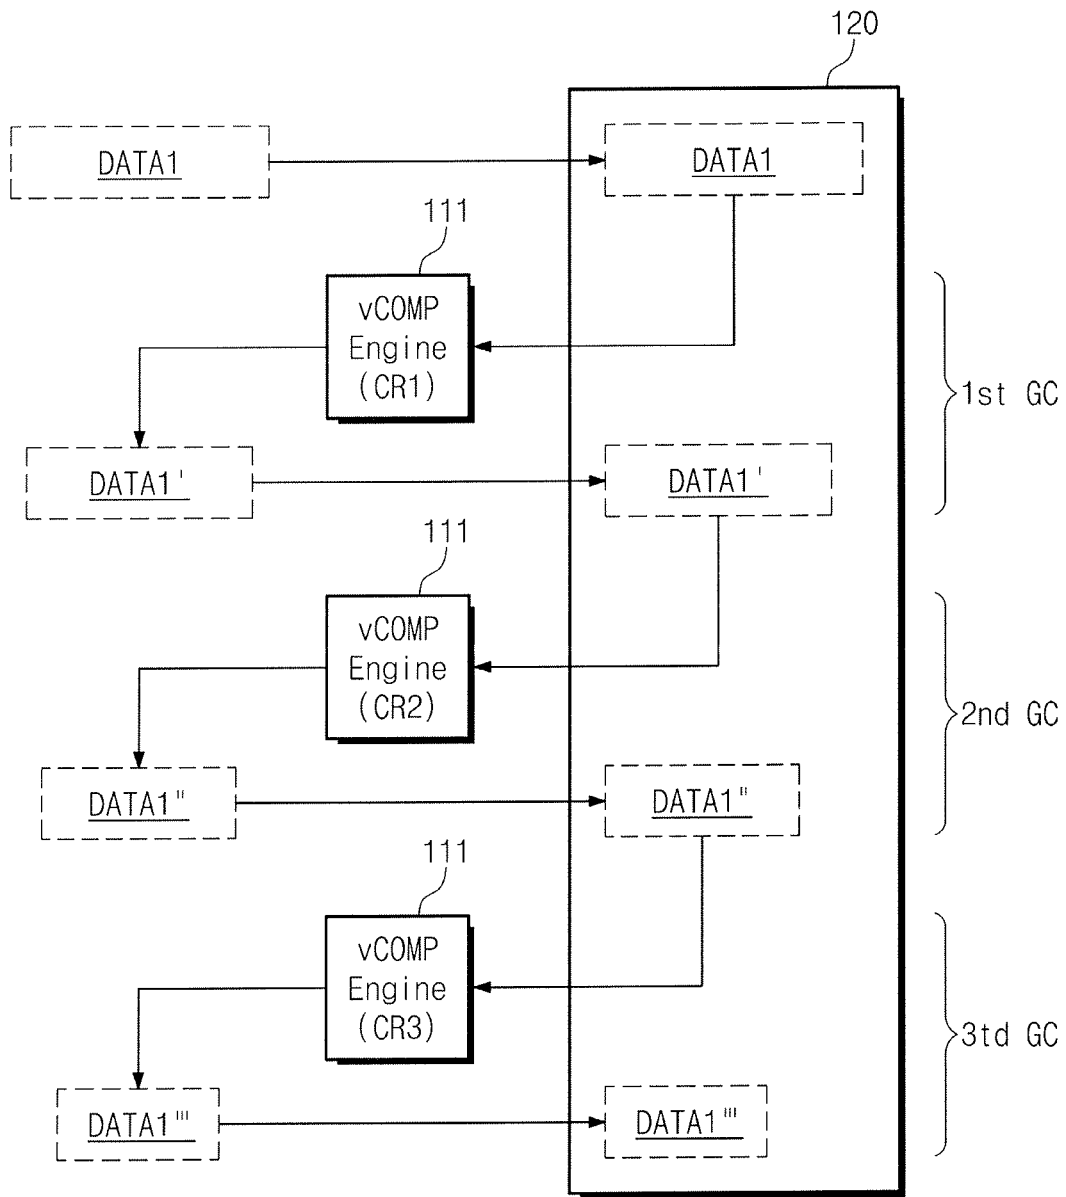 120
DATA1
DATA1
111
vCOMP
Engine
(CR1)
1st GC
DATA1'
DATA1'
111
vCOMP
Engine
(CR2)
2nd GC
DATA1"
DATA1"
111
vCOMP
Engine
(CR3)
3td GC
DATA1'''
DATA1'''